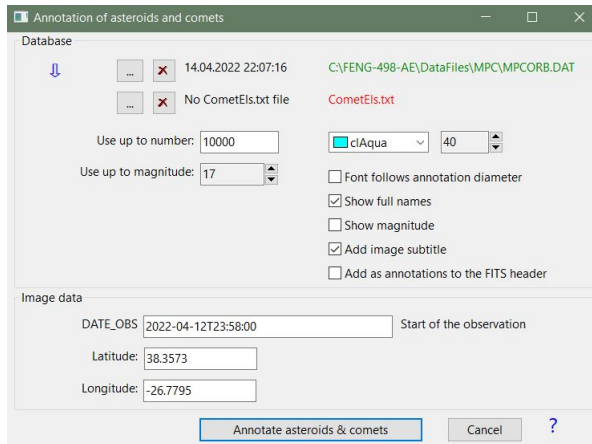 Annotation of asteroids and comets
Database
... 14.04.2022 22:07:16 C:\FENG-498-AE\DataFiles\MPC\MPCORB.DAT
... No CometEls.txt file CometEls.txt
Use up to number: 10000 clAqua 40
Use up to magnitude: 17
Font follows annotation diameter
Show full names
Show magnitude
Add image subtitle
Add as annotations to the FITS header
Image data
DATE_OBS 2022-04-12T23:58:00 Start of the observation
Latitude: 38.3573
Longitude: -26.7795
Annotate asteroids & comets Cancel ?